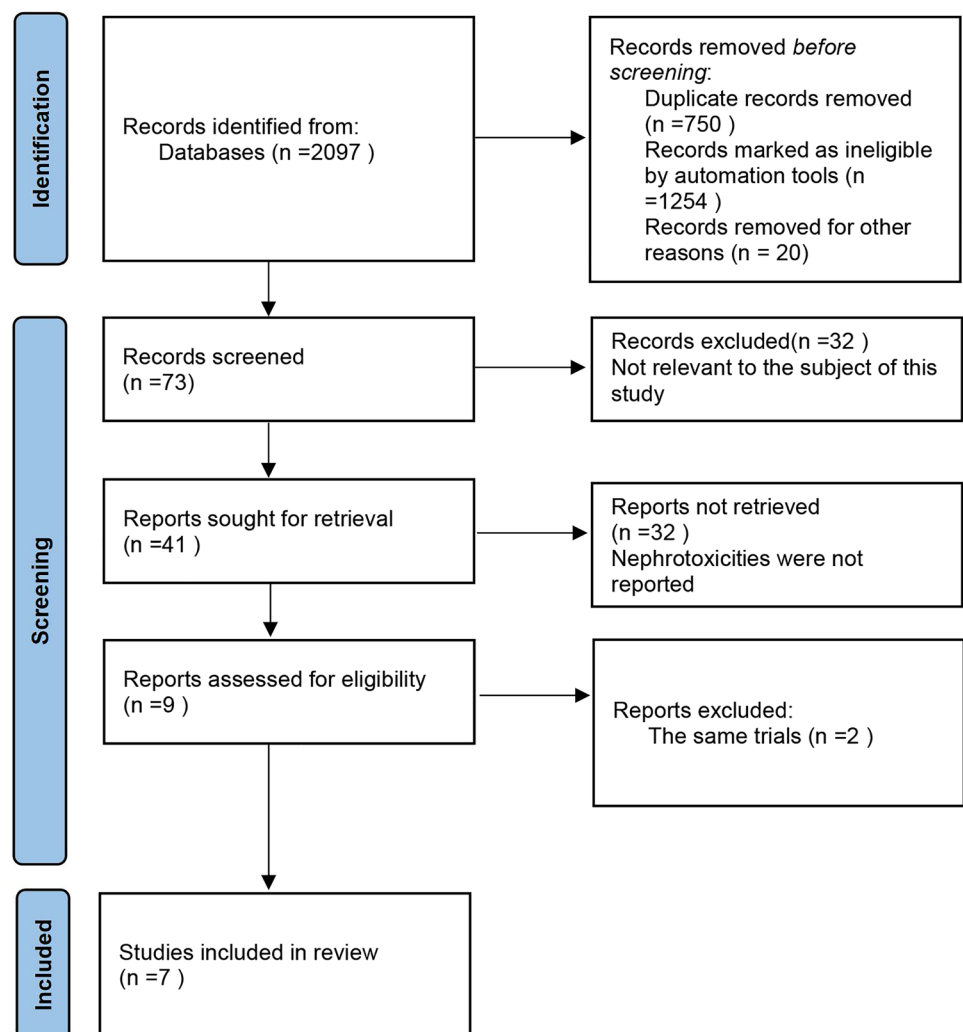 Identification
Records identified from:
Databases (n =2097 )
Records removed before
screening:
Duplicate records removed
(n =750 )
Records marked as ineligible
by automation tools (n
=1254 )
Records removed for other
reasons (n = 20)
Screening
Records screened
(n =73)
Records excluded(n =32 )
Not relevant to the subject of this
study
Reports sought for retrieval
(n =41 )
Reports not retrieved
(n =32 )
Nephrotoxicities were not
reported
Reports assessed for eligibility
(n =9 )
Reports excluded:
The same trials (n =2 )
Included
Studies included in review
(n =7 )